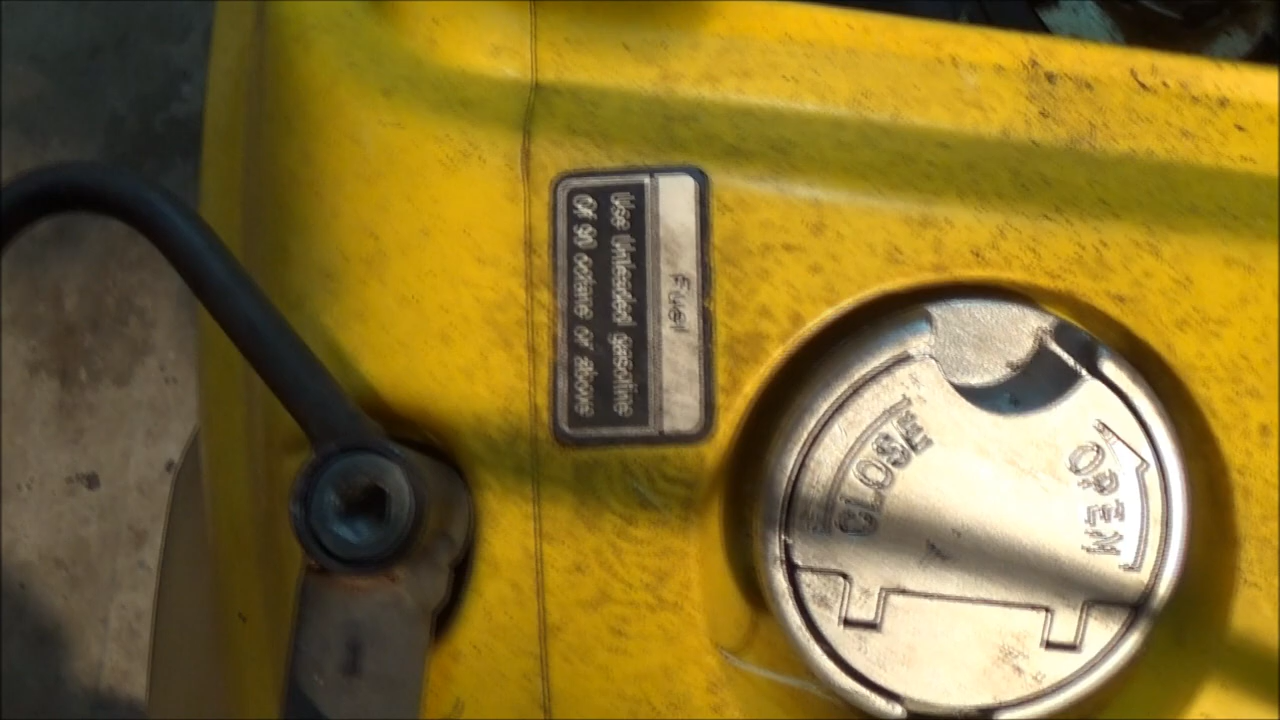 Fuel
Use Unleaded gasoline
of 90 octane or above
CLOSE
OPEN